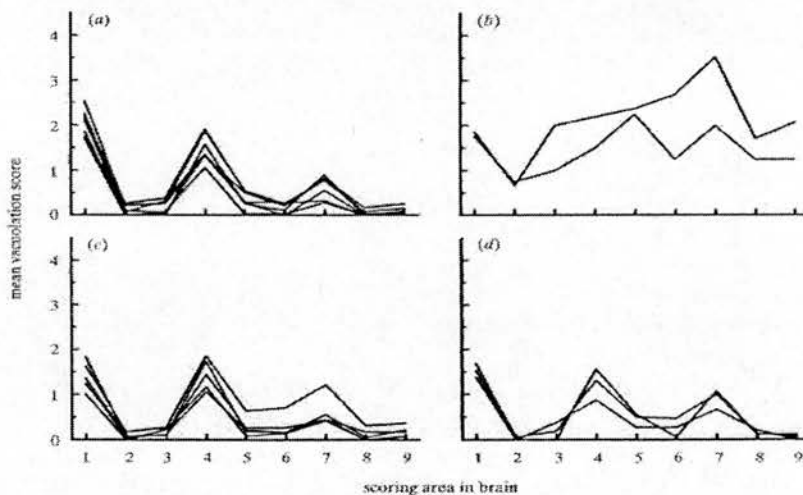 (a)
(b)
4
3
2
1
0
(c)
(d)
4
3
2
1
0
mean vacuolation score
1 2 3 4 5 6 7 8 9
1 2 3 4 5 6 7 8 9
scoring area in brain